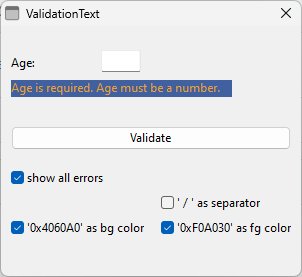 ValidationText
Age:
Age is required. Age must be a number.
Validate
show all errors
' / ' as separator
'0x4060A0' as bg color
'0xF0A030' as fg color